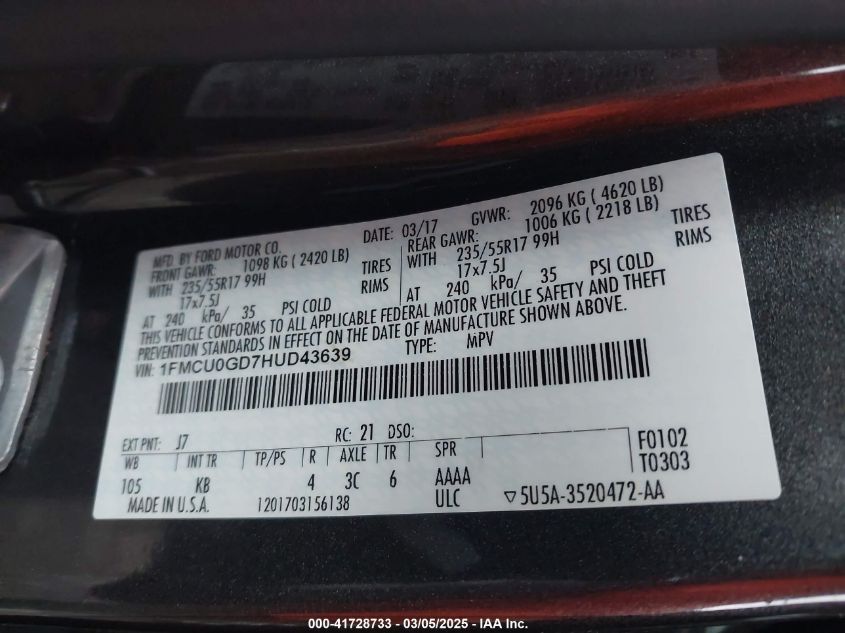 MFD. BY FORD MOTOR CO.
DATE: 03/17 GVWR: 2096 KG ( 4620 LB)
FRONT GAWR: 1098 KG ( 2420 LB)
REAR GAWR: 1006 KG ( 2218 LB)
WITH 235/55R17 99H TIRES
WITH 235/55R17 99H TIRES
17x7.5J RIMS
17x7.5J RIMS
AT 240 kPa/ 35 PSI COLD
AT 240 kPa/ 35 PSI COLD
THIS VEHICLE CONFORMS TO ALL APPLICABLE FEDERAL MOTOR VEHICLE SAFETY AND THEFT
PREVENTION STANDARDS IN EFFECT ON THE DATE OF MANUFACTURE SHOWN ABOVE.
VIN: 1FMCU0GD7HUD43639 TYPE: MPV
EXT PNT: J7 RC: 21 DSO:
WB INT TR TP/PS R AXLE TR SPR F0102
105 KB 4 3C 6 AAAA T0303
MADE IN U.S.A. 1201703156138 ULC ▽5U5A-3520472-AA
000-41728733 - 03/05/2025 - IAA Inc.